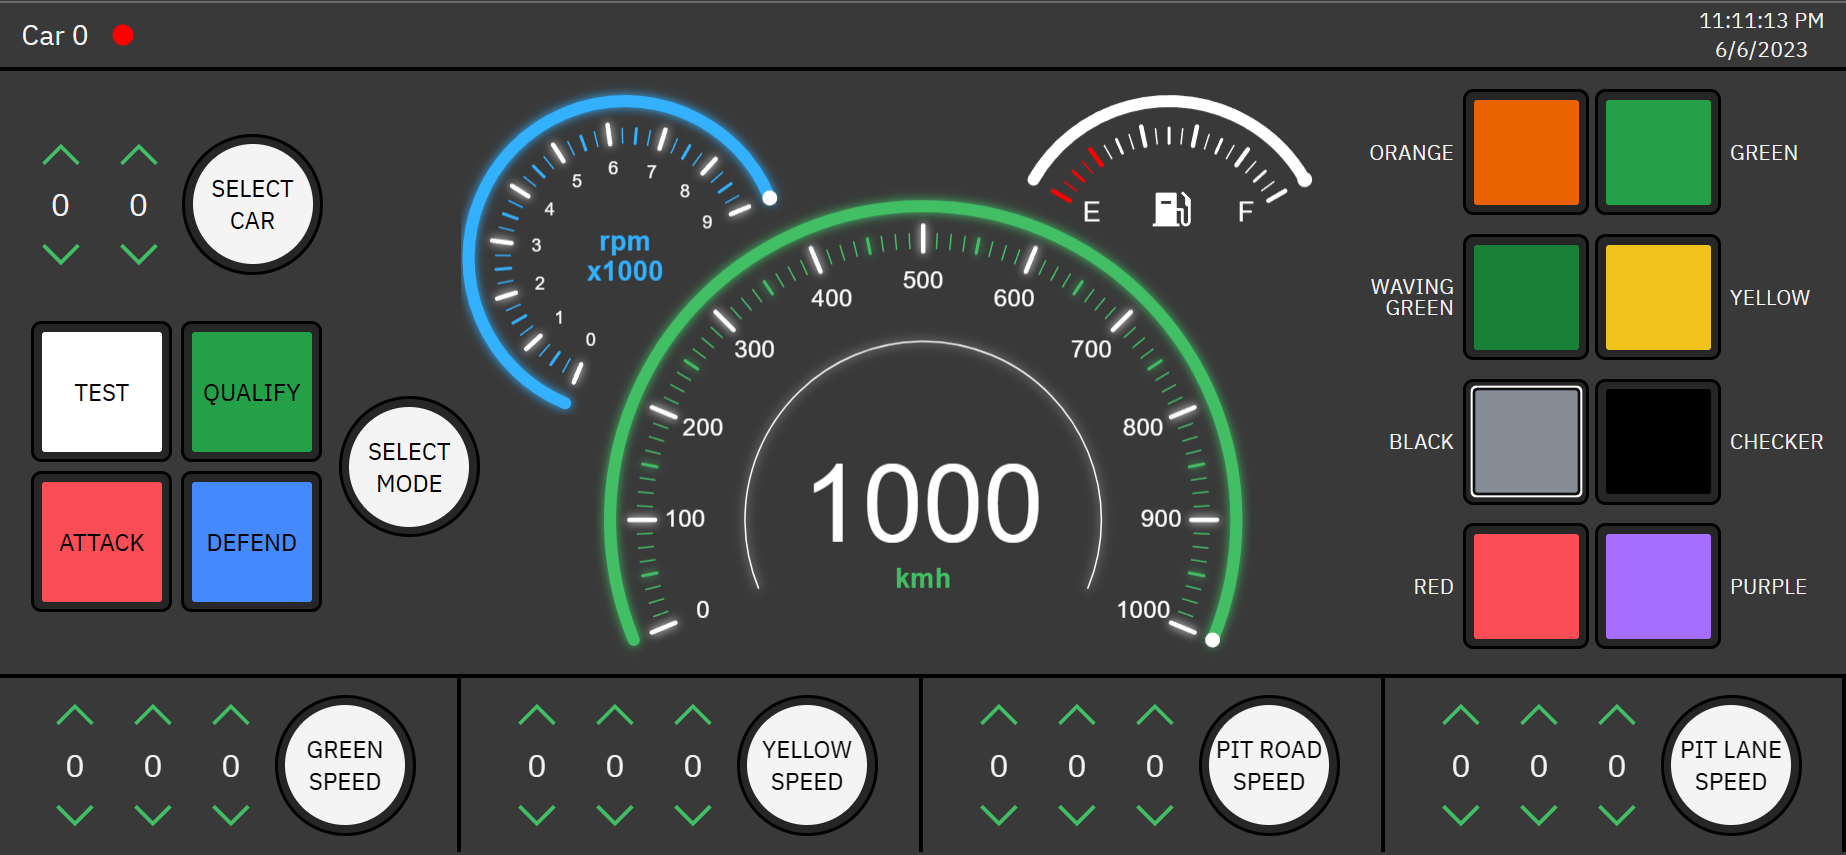 Car 0
11:11:13 PM
6/6/2023
0 0
SELECT
CAR
TEST
QUALIFY
ATTACK
DEFEND
SELECT
MODE
0
1
2
3
4
5
6
7
8
9
rpm
x1000
E
F
0
100
200
300
400
500
600
700
800
900
1000
1000
kmh
ORANGE
GREEN
WAVING
GREEN
YELLOW
BLACK
CHECKER
RED
PURPLE
0 0 0
GREEN
SPEED
0 0 0
YELLOW
SPEED
0 0 0
PIT ROAD
SPEED
0 0 0
PIT LANE
SPEED